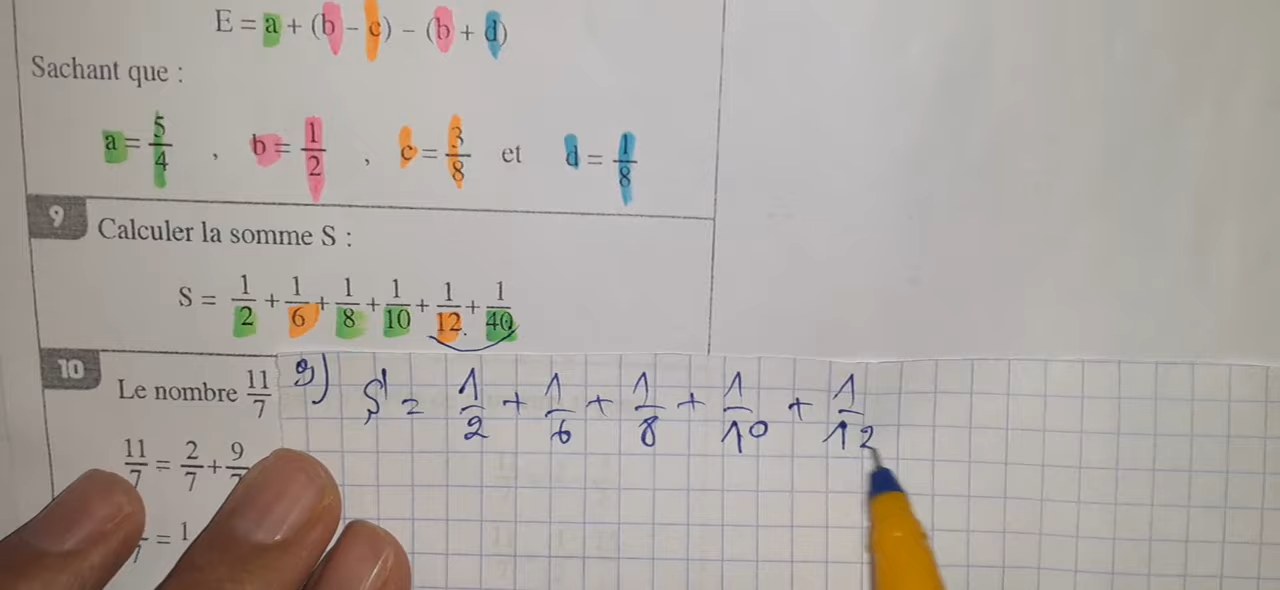 E = a + (b - c) - (b + d)
Sachant que :
a = 5/4 , b = 1/2 , c = 3/8 et d = 1/8
9 Calculer la somme S :
S = 1/2 + 1/6 + 1/8 + 1/10 + 1/12 + 1/40
10 Le nombre 11/7
9) S = 1/2 + 1/6 + 1/8 + 1/10 + 1/12
11/7 = 2/7 + 9
7 = 1